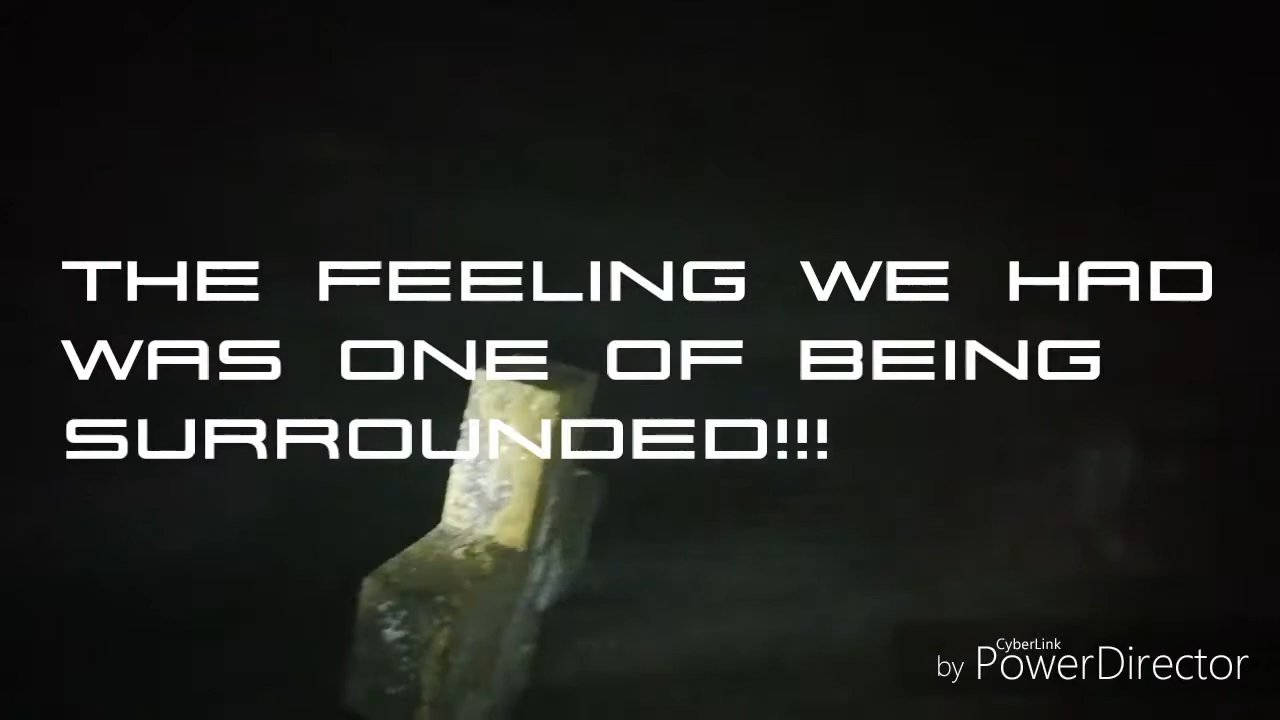 THE FEELING WE HAD
WAS ONE OF BEING
SURROUNDED!!!
CyberLink
by PowerDirector